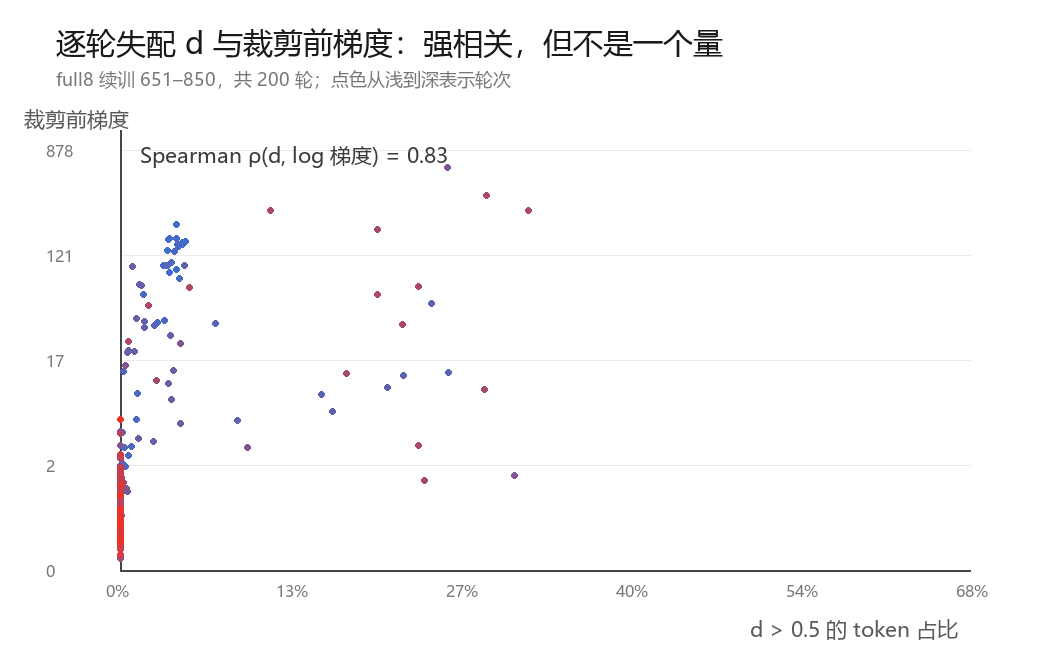 逐轮失配 d 与裁剪前梯度：强相关，但不是一个量
full8 续训 651–850，共 200 轮；点色从浅到深表示轮次
裁剪前梯度
878
Spearman ρ(d, log 梯度) = 0.83
121
17
2
0
0% 13% 27% 40% 54% 68%
d > 0.5 的 token 占比